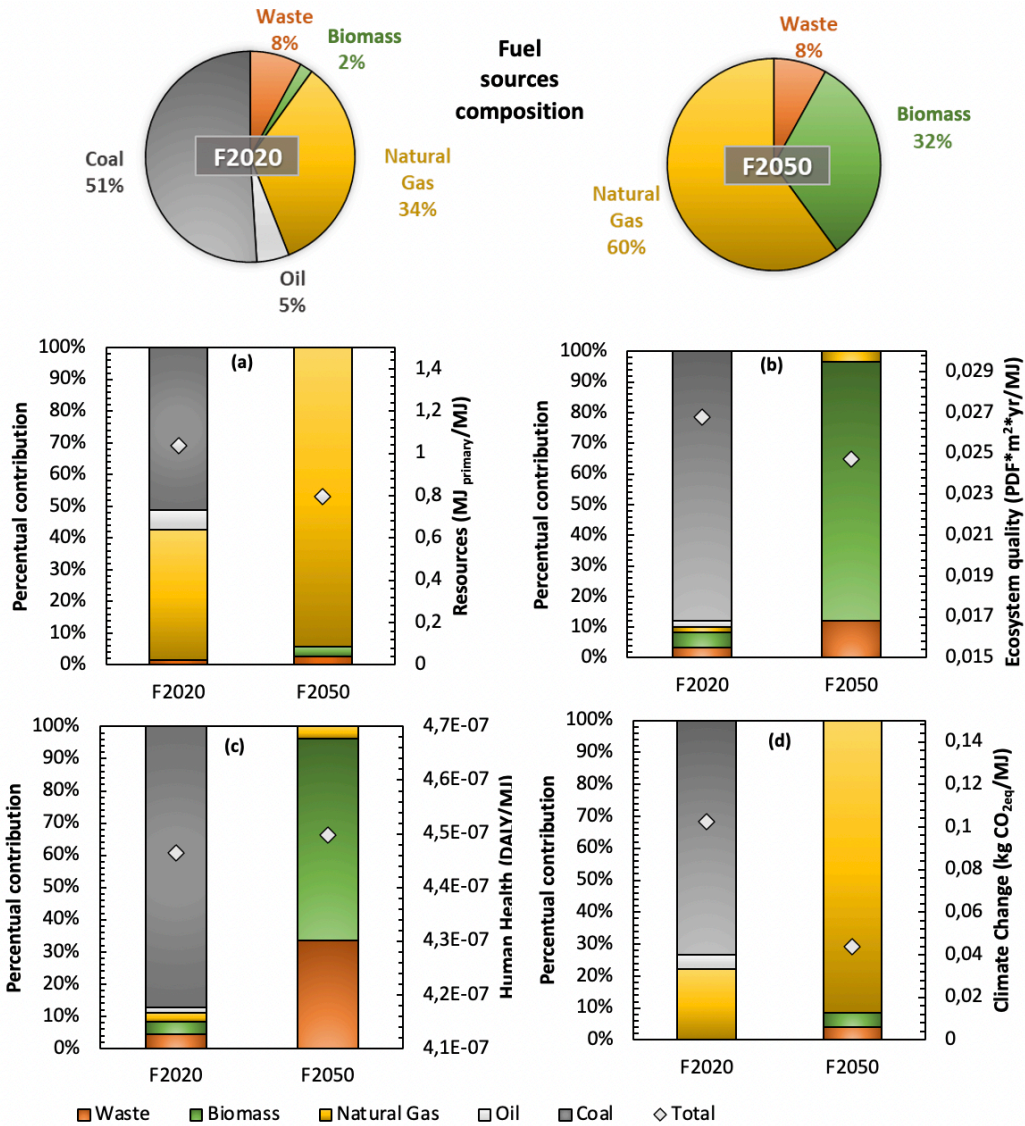 Waste
8%
Biomass
2%
Fuel
sources
composition
Waste
8%
Coal
51%
F2020
Natural
Gas
34%
Oil
5%
Natural
Gas
60%
F2050
Biomass
32%
(a)
Percentual contribution
100%
90%
80%
70%
60%
50%
40%
30%
20%
10%
0%
1,4
1,2
1
0,8
0,6
0,4
0,2
0
Resources (MJ primary/MJ)
F2020
F2050
(b)
Percentual contribution
100%
90%
80%
70%
60%
50%
40%
30%
20%
10%
0%
0,029
0,027
0,025
0,023
0,021
0,019
0,017
0,015
Ecosystem quality (PDF*m²*yr/MJ)
F2020
F2050
(c)
Percentual contribution
100%
90%
80%
70%
60%
50%
40%
30%
20%
10%
0%
4,7E-07
4,6E-07
4,5E-07
4,4E-07
4,3E-07
4,2E-07
4,1E-07
Human Health (DALY/MJ)
F2020
F2050
(d)
Percentual contribution
100%
90%
80%
70%
60%
50%
40%
30%
20%
10%
0%
0,14
0,12
0,1
0,08
0,06
0,04
0,02
0
Climate Change (kg CO2eq/MJ)
F2020
F2050
Waste Biomass Natural Gas Oil Coal Total